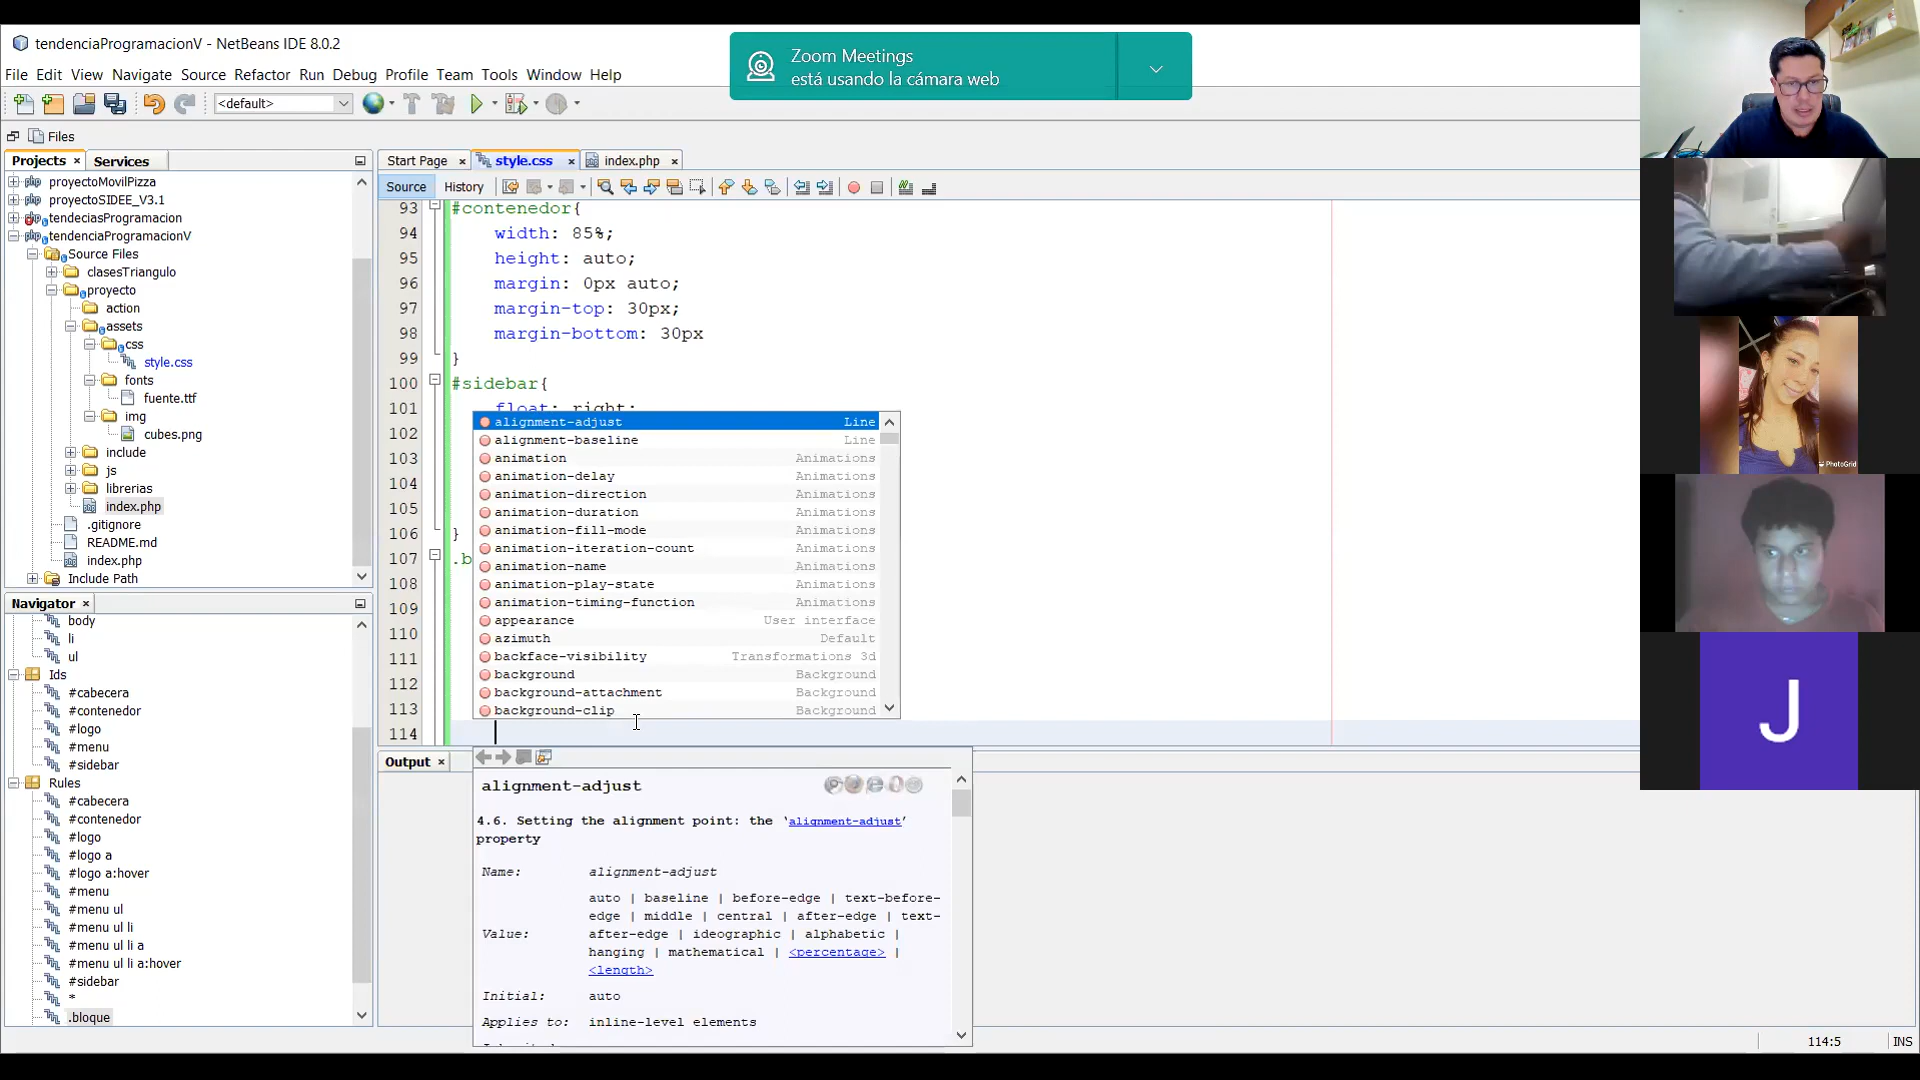 tendenciaProgramacionV - NetBeans IDE 8.0.2
File Edit View Navigate Source Refactor Run Debug Profile Team Tools Window Help
Zoom Meetings
está usando la cámara web
<default>
Files
Projects × Services
proyectoMovilPizza
proyectoSIDEE_V3.1
tendeciasProgramacion
tendenciaProgramacionV
Source Files
clasesTriangulo
proyecto
action
assets
css
style.css
fonts
fuente.ttf
img
cubes.png
include
js
librerias
index.php
.gitignore
README.md
index.php
Include Path
Navigator ×
body
li
ul
Ids
#cabecera
#contenedor
#logo
#menu
#sidebar
Rules
#cabecera
#contenedor
#logo
#logo a
#logo a:hover
#menu
#menu ul
#menu ul li
#menu ul li a
#menu ul li a:hover
#sidebar
*
.bloque
Start Page × style.css × index.php ×
Source History
93 #contenedor{
94 width: 85%;
95 height: auto;
96 margin: 0px auto;
97 margin-top: 30px;
98 margin-bottom: 30px
99 }
100 #sidebar{
101 float: right;
102
103
104
105
106 }
107 .b
108
109
110
111
112
113
114
alignment-adjust Line
alignment-baseline Line
animation Animations
animation-delay Animations
animation-direction Animations
animation-duration Animations
animation-fill-mode Animations
animation-iteration-count Animations
animation-name Animations
animation-play-state Animations
animation-timing-function Animations
appearance User interface
azimuth Default
backface-visibility Transformations 3d
background Background
background-attachment Background
background-clip Background
Output ×
alignment-adjust
4.6. Setting the alignment point: the 'alignment-adjust'
property
Name: alignment-adjust
auto | baseline | before-edge | text-before-
edge | middle | central | after-edge | text-
Value: after-edge | ideographic | alphabetic |
hanging | mathematical | <percentage> |
<length>
Initial: auto
Applies to: inline-level elements
114:5 INS
PhotoGrid
J